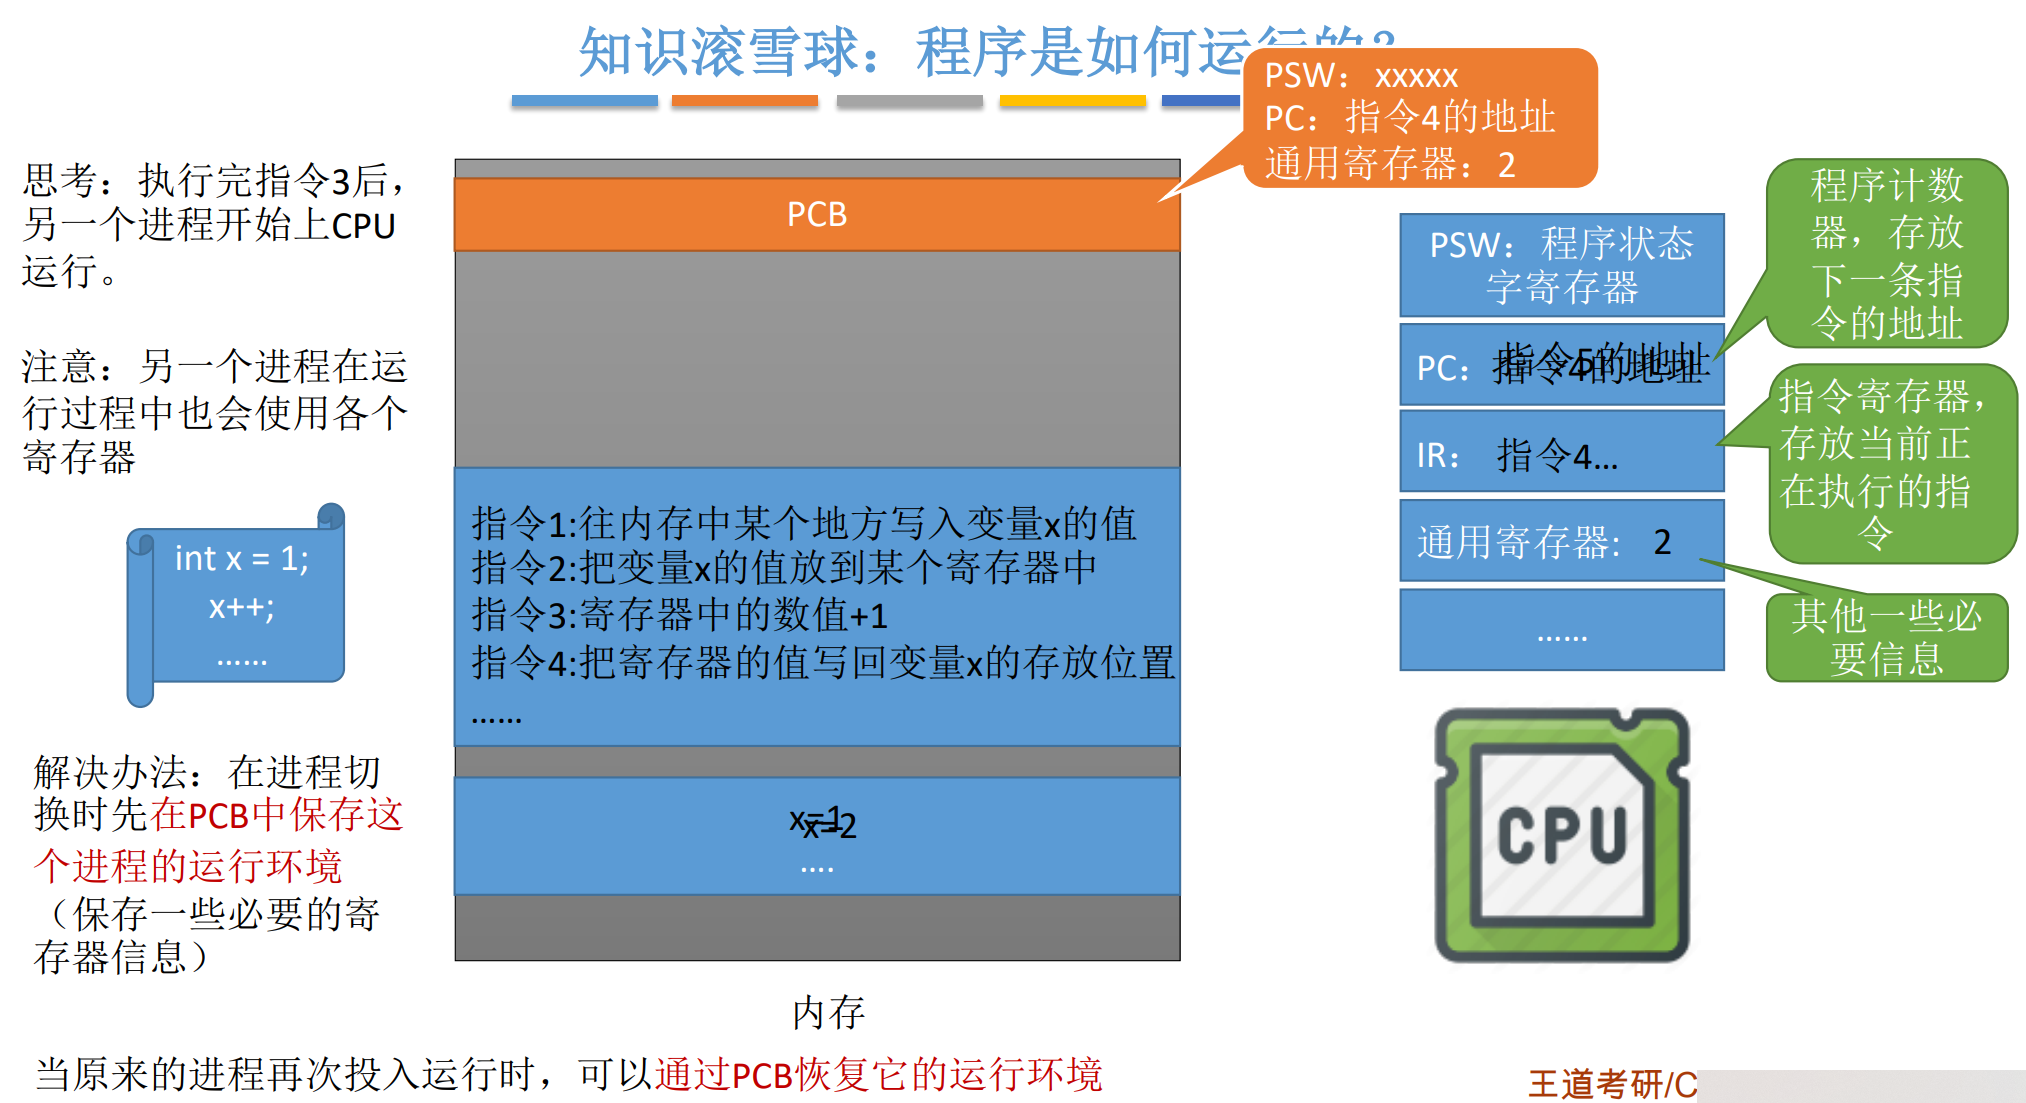 知识滚雪球：程序是如何运行的?
PSW：xxxxx
PC：指令4的地址
通用寄存器：2
思考：执行完指令3后，
另一个进程开始上CPU
运行。
注意：另一个进程在运
行过程中也会使用各个
寄存器
int x = 1;
x++;
……
解决办法：在进程切
换时先在PCB中保存这
个进程的运行环境
（保存一些必要的寄
存器信息）
PCB
指令1:往内存中某个地方写入变量x的值
指令2:把变量x的值放到某个寄存器中
指令3:寄存器中的数值+1
指令4:把寄存器的值写回变量x的存放位置
……
x=1
x=2
....
内存
PSW：程序状态
字寄存器
PC：指令4的地址
指令5的地址
IR：指令4...
通用寄存器：2
……
程序计数
器，存放
下一条指
令的地址
指令寄存器，
存放当前正
在执行的指
令
其他一些必
要信息
CPU
当原来的进程再次投入运行时，可以通过PCB恢复它的运行环境
王道考研/C